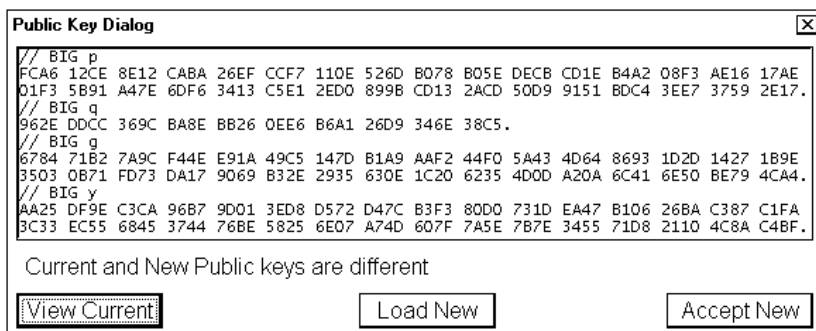 Public Key Dialog
// BIG p
FCA6 12CE 8E12 CABA 26EF CCF7 110E 526D B078 B05E DECB CD1E B4A2 08F3 AE16 17AE
01F3 5B91 A47E 6DF6 3413 C5E1 2ED0 899B CD13 2ACD 50D9 9151 BDC4 3EE7 3759 2E17.
// BIG q
962E DDCC 369C BA8E BB26 0EE6 B6A1 26D9 346E 38C5.
// BIG g
6784 71B2 7A9C F44E E91A 49C5 147D B1A9 AAF2 44F0 5A43 4D64 8693 1D2D 1427 1B9E
3503 0B71 FD73 DA17 9069 B32E 2935 630E 1C20 6235 4D0D A20A 6C41 6E50 BE79 4CA4.
// BIG y
AA25 DF9E C3CA 96B7 9D01 3ED8 D572 D47C B3F3 80D0 731D EA47 B106 26BA C387 C1FA
3C33 EC55 6845 3744 76BE 5825 6E07 A74D 607F 7A5E 7B7E 3455 71D8 2110 4C8A C4BF.
Current and New Public keys are different
View Current Load New Accept New